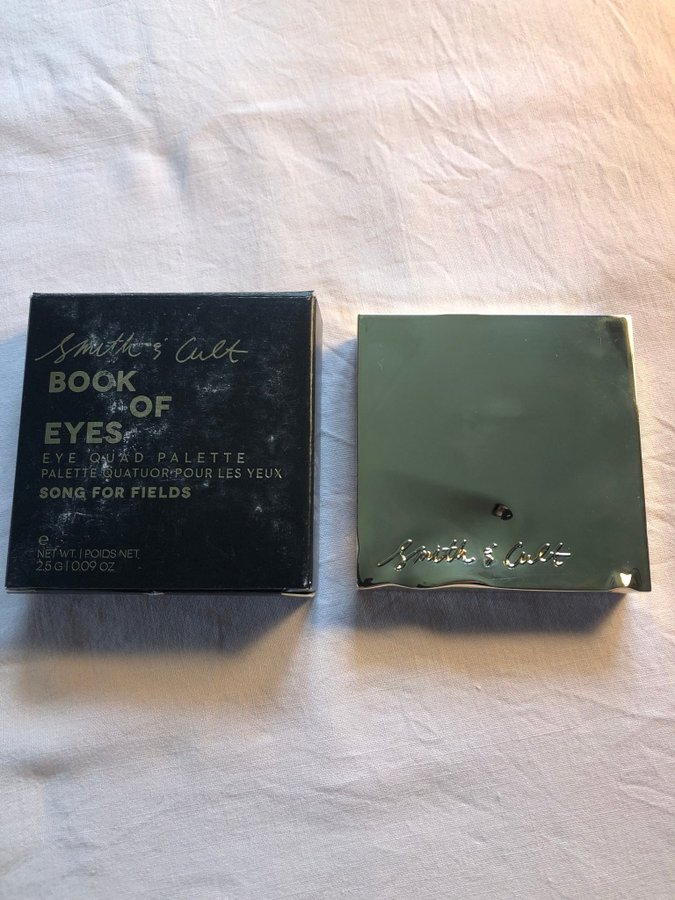 Smith & Cult
BOOK
OF
EYES
EYE QUAD PALETTE
PALETTE QUATUOR POUR LES YEUX
SONG FOR FIELDS
e
NET WT. | POIDS NET.
2,5 G | 0.09 OZ
Smith & Cult